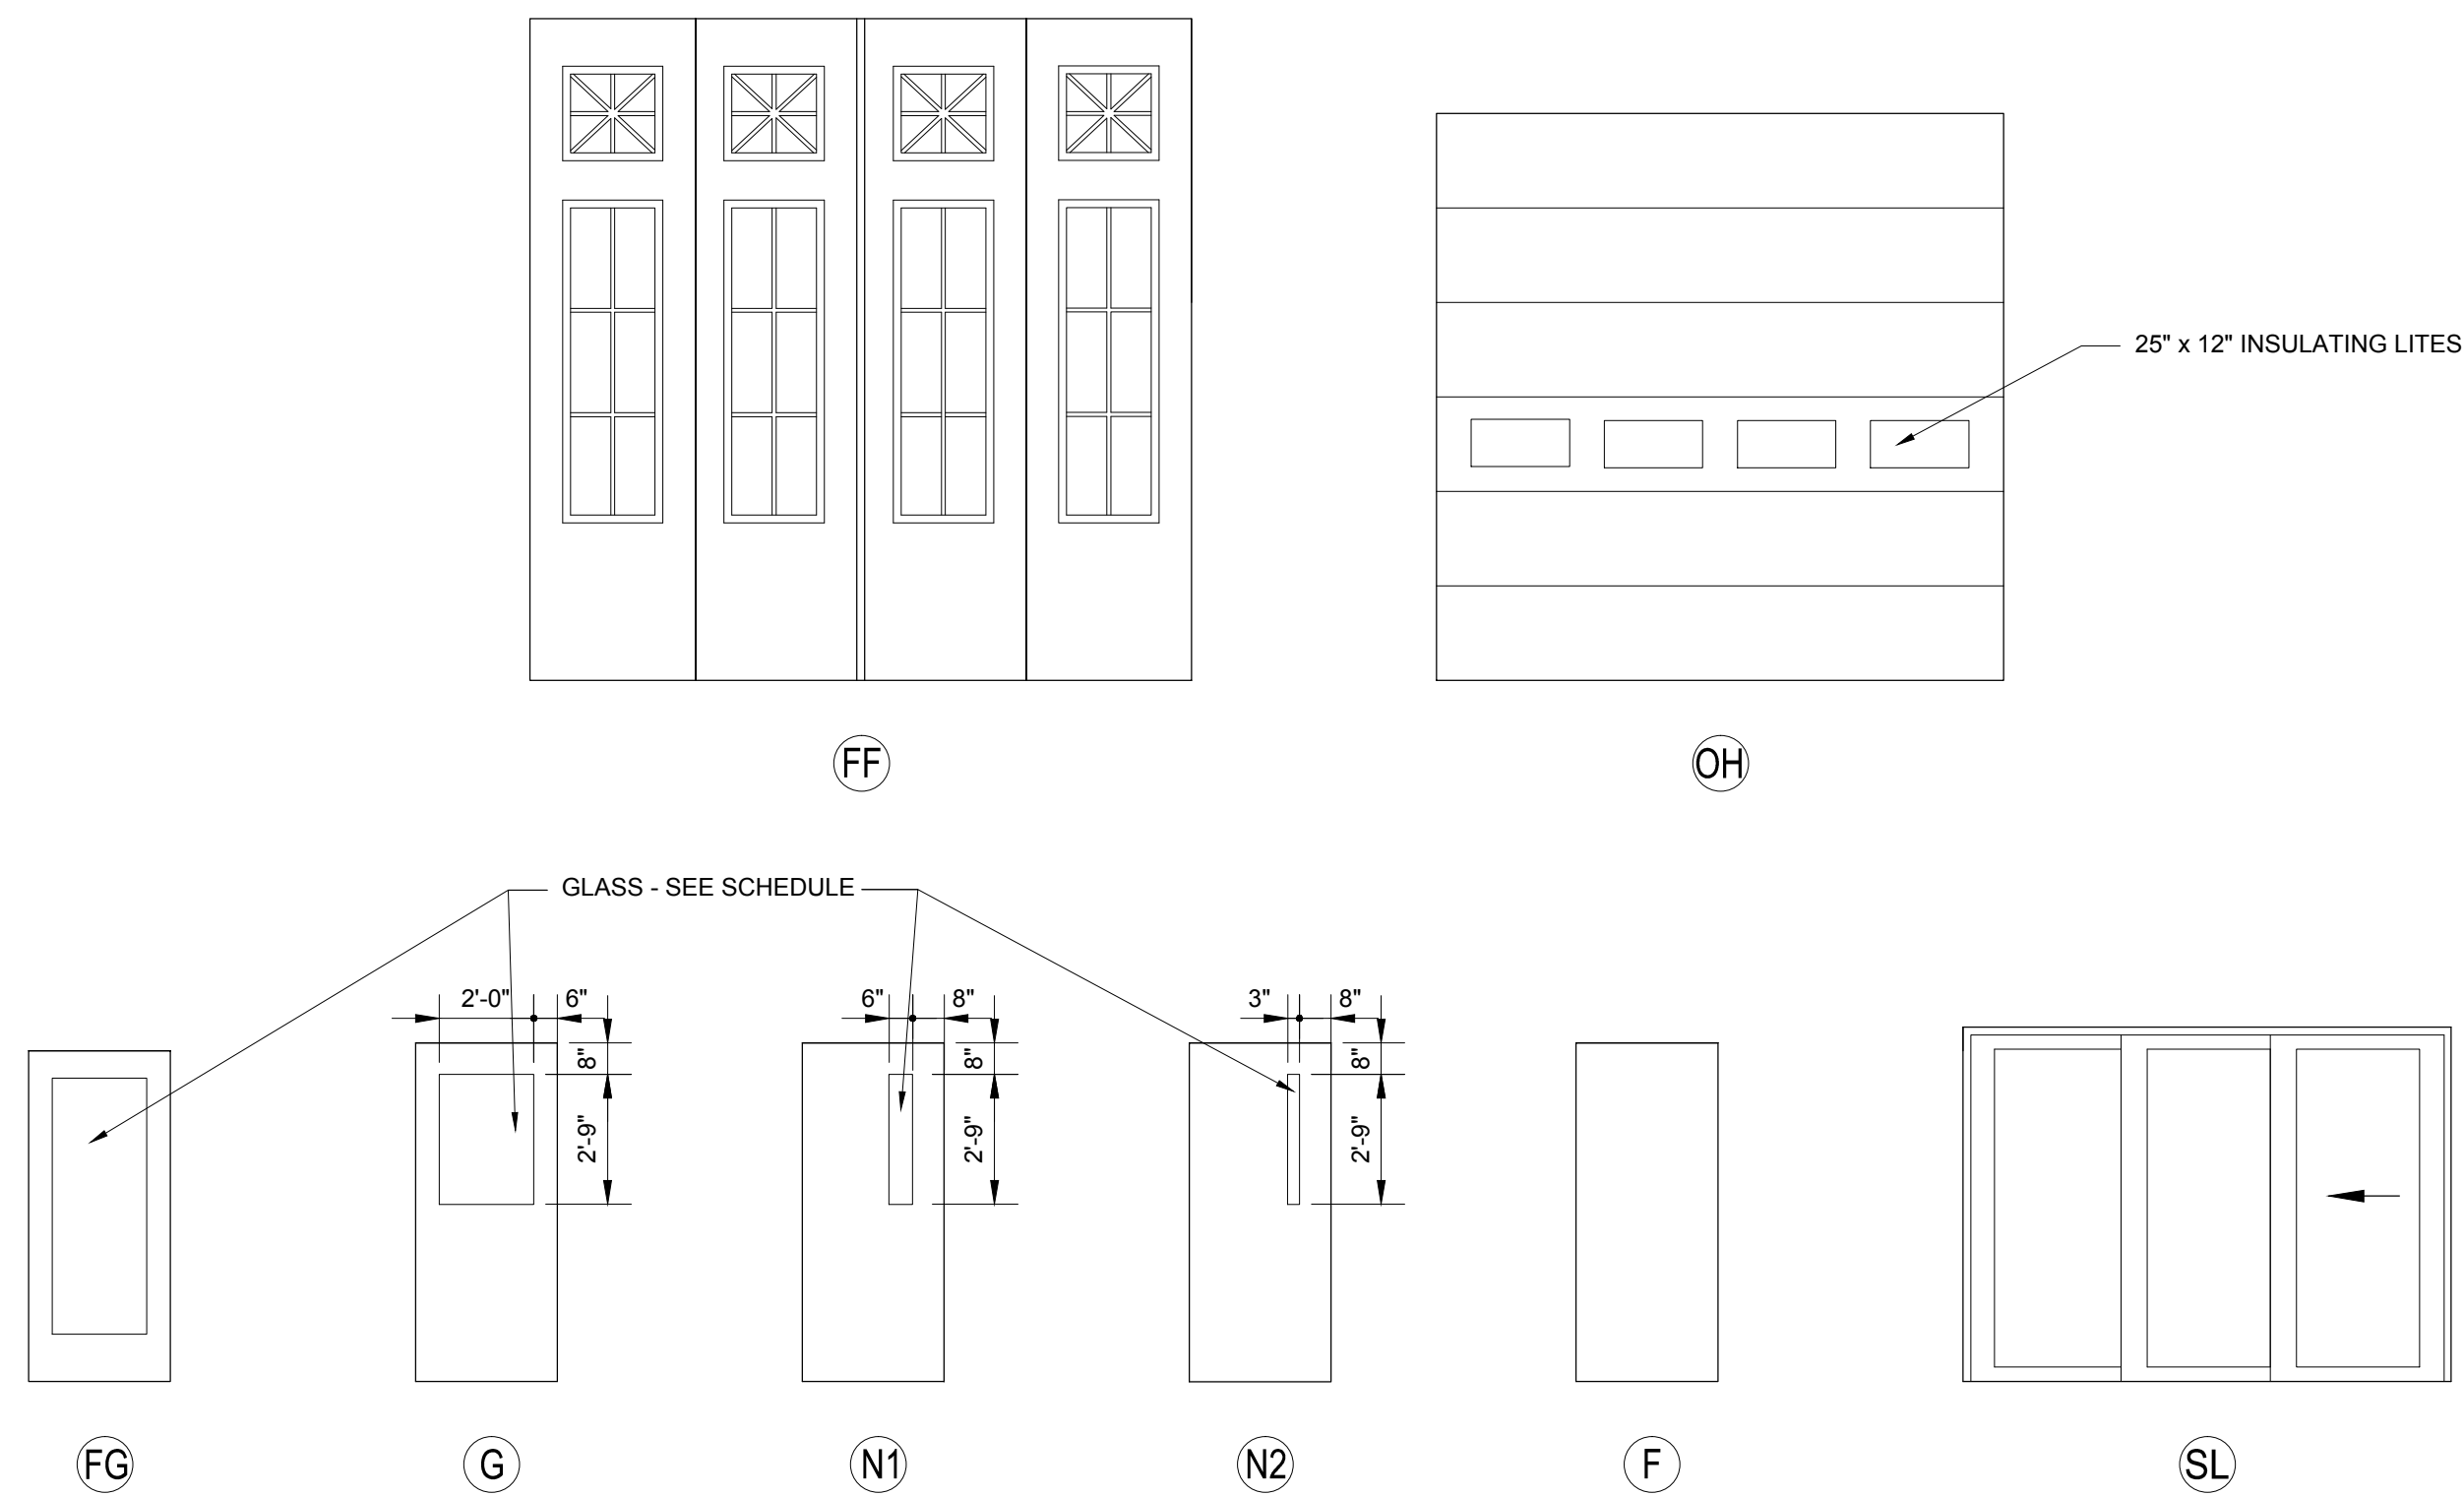 25" x 12" INSULATING LITES
FF
OH
GLASS - SEE SCHEDULE
2'-0" 6"
8"
2'-9"
6" 8"
8"
2'-9"
3" 8"
8"
2'-9"
FG
G
N1
N2
F
SL